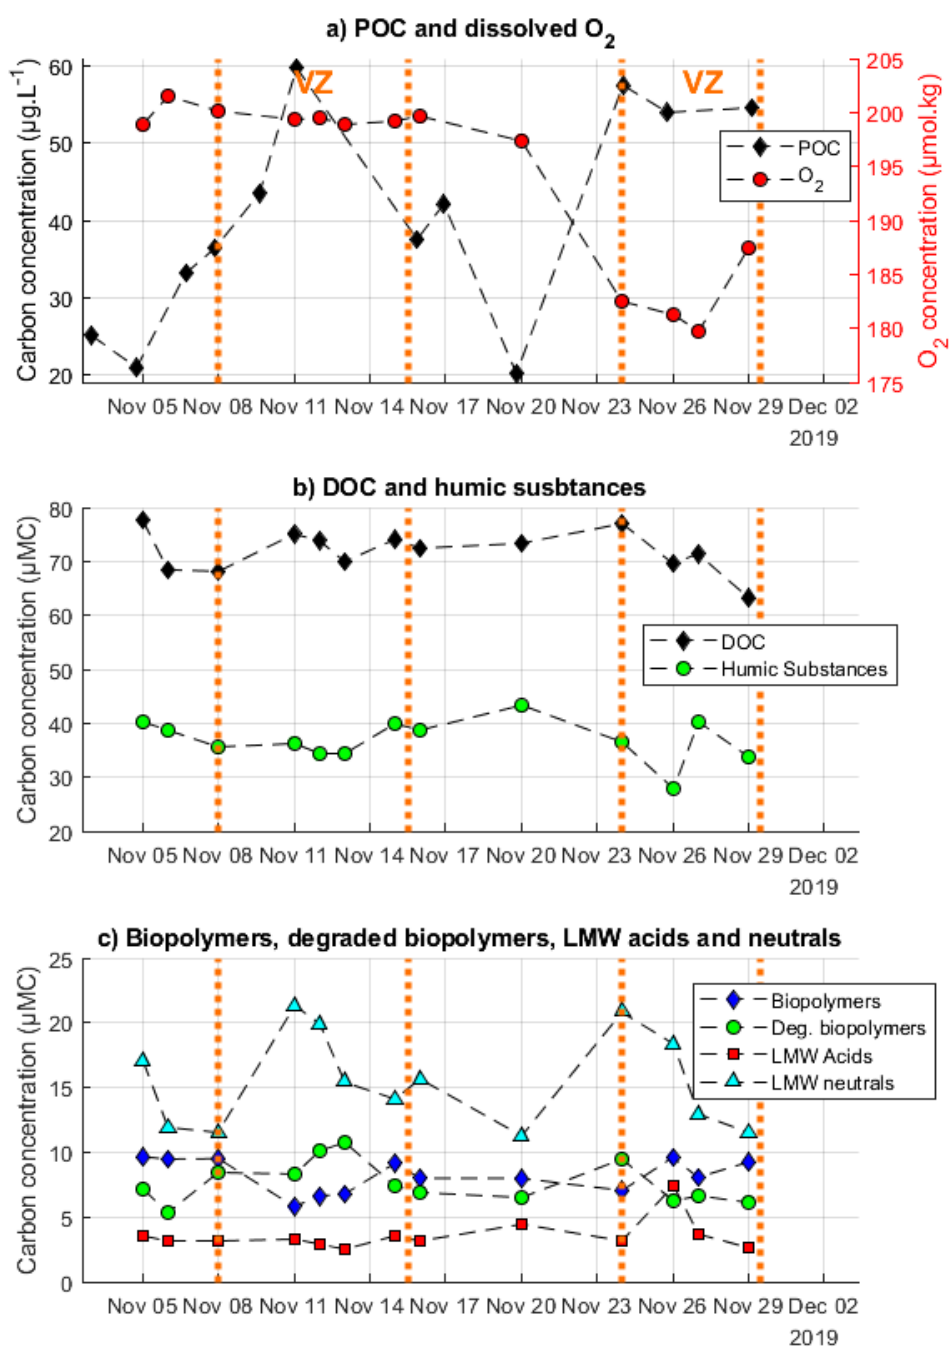 a) POC and dissolved O2
Carbon concentration (µg.L-1)
60
50
40
30
20
VZ
VZ
POC
O2
205
200
195
190
185
180
175
O2 concentration (µmol.kg)
Nov 05 Nov 08 Nov 11 Nov 14 Nov 17 Nov 20 Nov 23 Nov 26 Nov 29 Dec 02
2019
b) DOC and humic susbtances
Carbon concentration (µMC)
80
70
60
50
40
30
20
DOC
Humic Substances
Nov 05 Nov 08 Nov 11 Nov 14 Nov 17 Nov 20 Nov 23 Nov 26 Nov 29 Dec 02
2019
c) Biopolymers, degraded biopolymers, LMW acids and neutrals
Carbon concentration (µMC)
25
20
15
10
5
0
Biopolymers
Deg. biopolymers
LMW Acids
LMW neutrals
Nov 05 Nov 08 Nov 11 Nov 14 Nov 17 Nov 20 Nov 23 Nov 26 Nov 29 Dec 02
2019